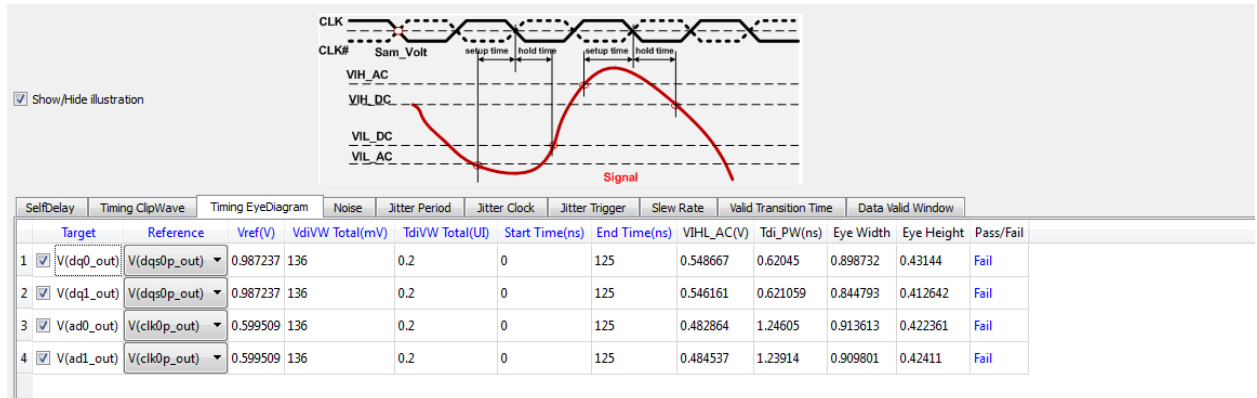 CLK
CLK# Sam_Volt setup time hold time setup time hold time
VIH_AC
Show/Hide illustration VIH_DC
VIL_DC
VIL_AC
Signal
SelfDelay Timing ClipWave Timing EyeDiagram Noise Jitter Period Jitter Clock Jitter Trigger Slew Rate Valid Transition Time Data Valid Window
Target Reference Vref(V) VdiVW Total(mV) TdiVW Total(UI) Start Time(ns) End Time(ns) VIHL_AC(V) Tdi_PW(ns) Eye Width Eye Height Pass/Fail
1 V(dq0_out) V(dqs0p_out) 0.987237 136 0.2 0 125 0.548667 0.62045 0.898732 0.43144 Fail
2 V(dq1_out) V(dqs0p_out) 0.987237 136 0.2 0 125 0.546161 0.621059 0.844793 0.412642 Fail
3 V(ad0_out) V(clk0p_out) 0.599509 136 0.2 0 125 0.482864 1.24605 0.913613 0.422361 Fail
4 V(ad1_out) V(clk0p_out) 0.599509 136 0.2 0 125 0.484537 1.23914 0.909801 0.42411 Fail